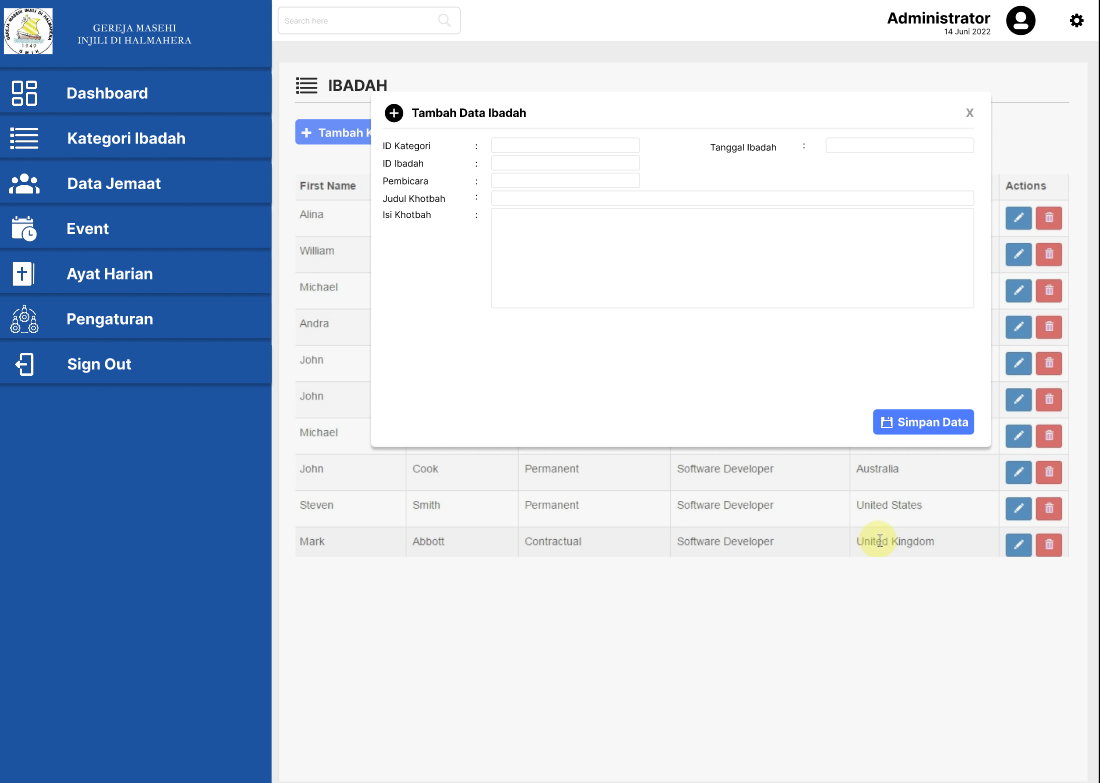 GEREJA MASEHI
INJILI DI HALMAHERA
Dashboard
Kategori Ibadah
Data Jemaat
Event
Ayat Harian
Pengaturan
Sign Out
Search here
Administrator
14 Juni 2022
IBADAH
Tambah K
Tambah Data Ibadah
X
ID Kategori :
Tanggal Ibadah :
ID Ibadah :
Pembicara :
Judul Khotbah :
Isi Khotbah :
Simpan Data
First Name Actions
Alina
William
Michael
Andra
John
John
Michael
John Cook Permanent Software Developer Australia
Steven Smith Permanent Software Developer United States
Mark Abbott Contractual Software Developer United Kingdom